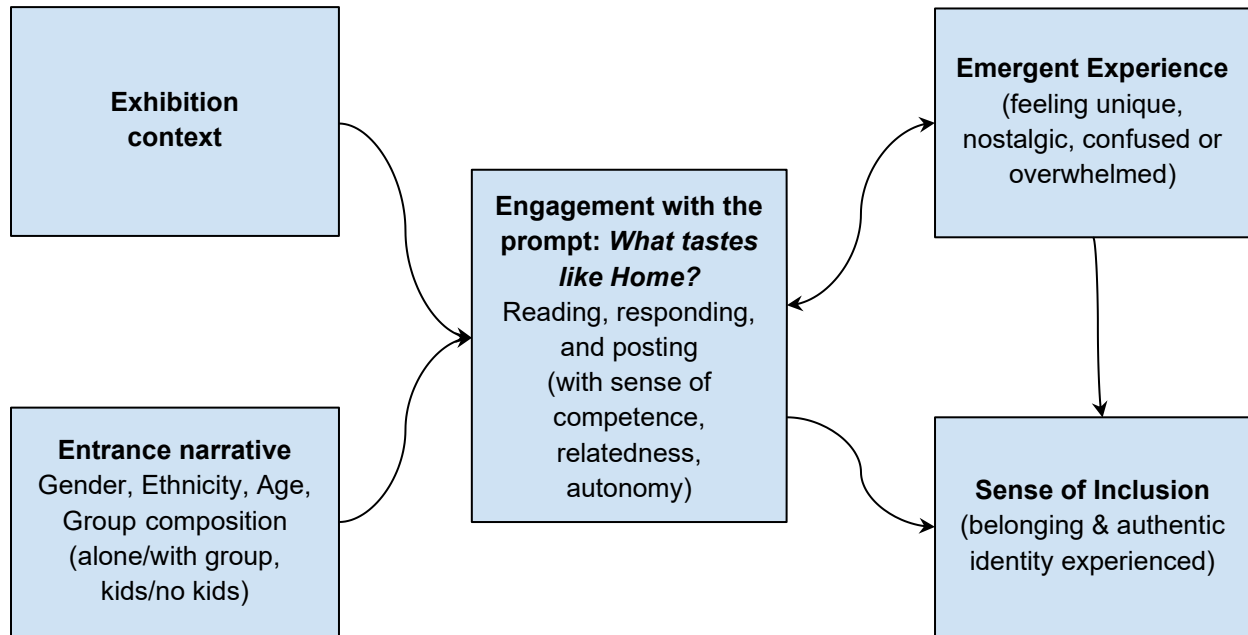 Exhibition
context
Entrance narrative
Gender, Ethnicity, Age,
Group composition
(alone/with group,
kids/no kids)
Engagement with the
prompt: What tastes
like Home?
Reading, responding,
and posting
(with sense of
competence,
relatedness,
autonomy)
Emergent Experience
(feeling unique,
nostalgic, confused or
overwhelmed)
Sense of Inclusion
(belonging & authentic
identity experienced)